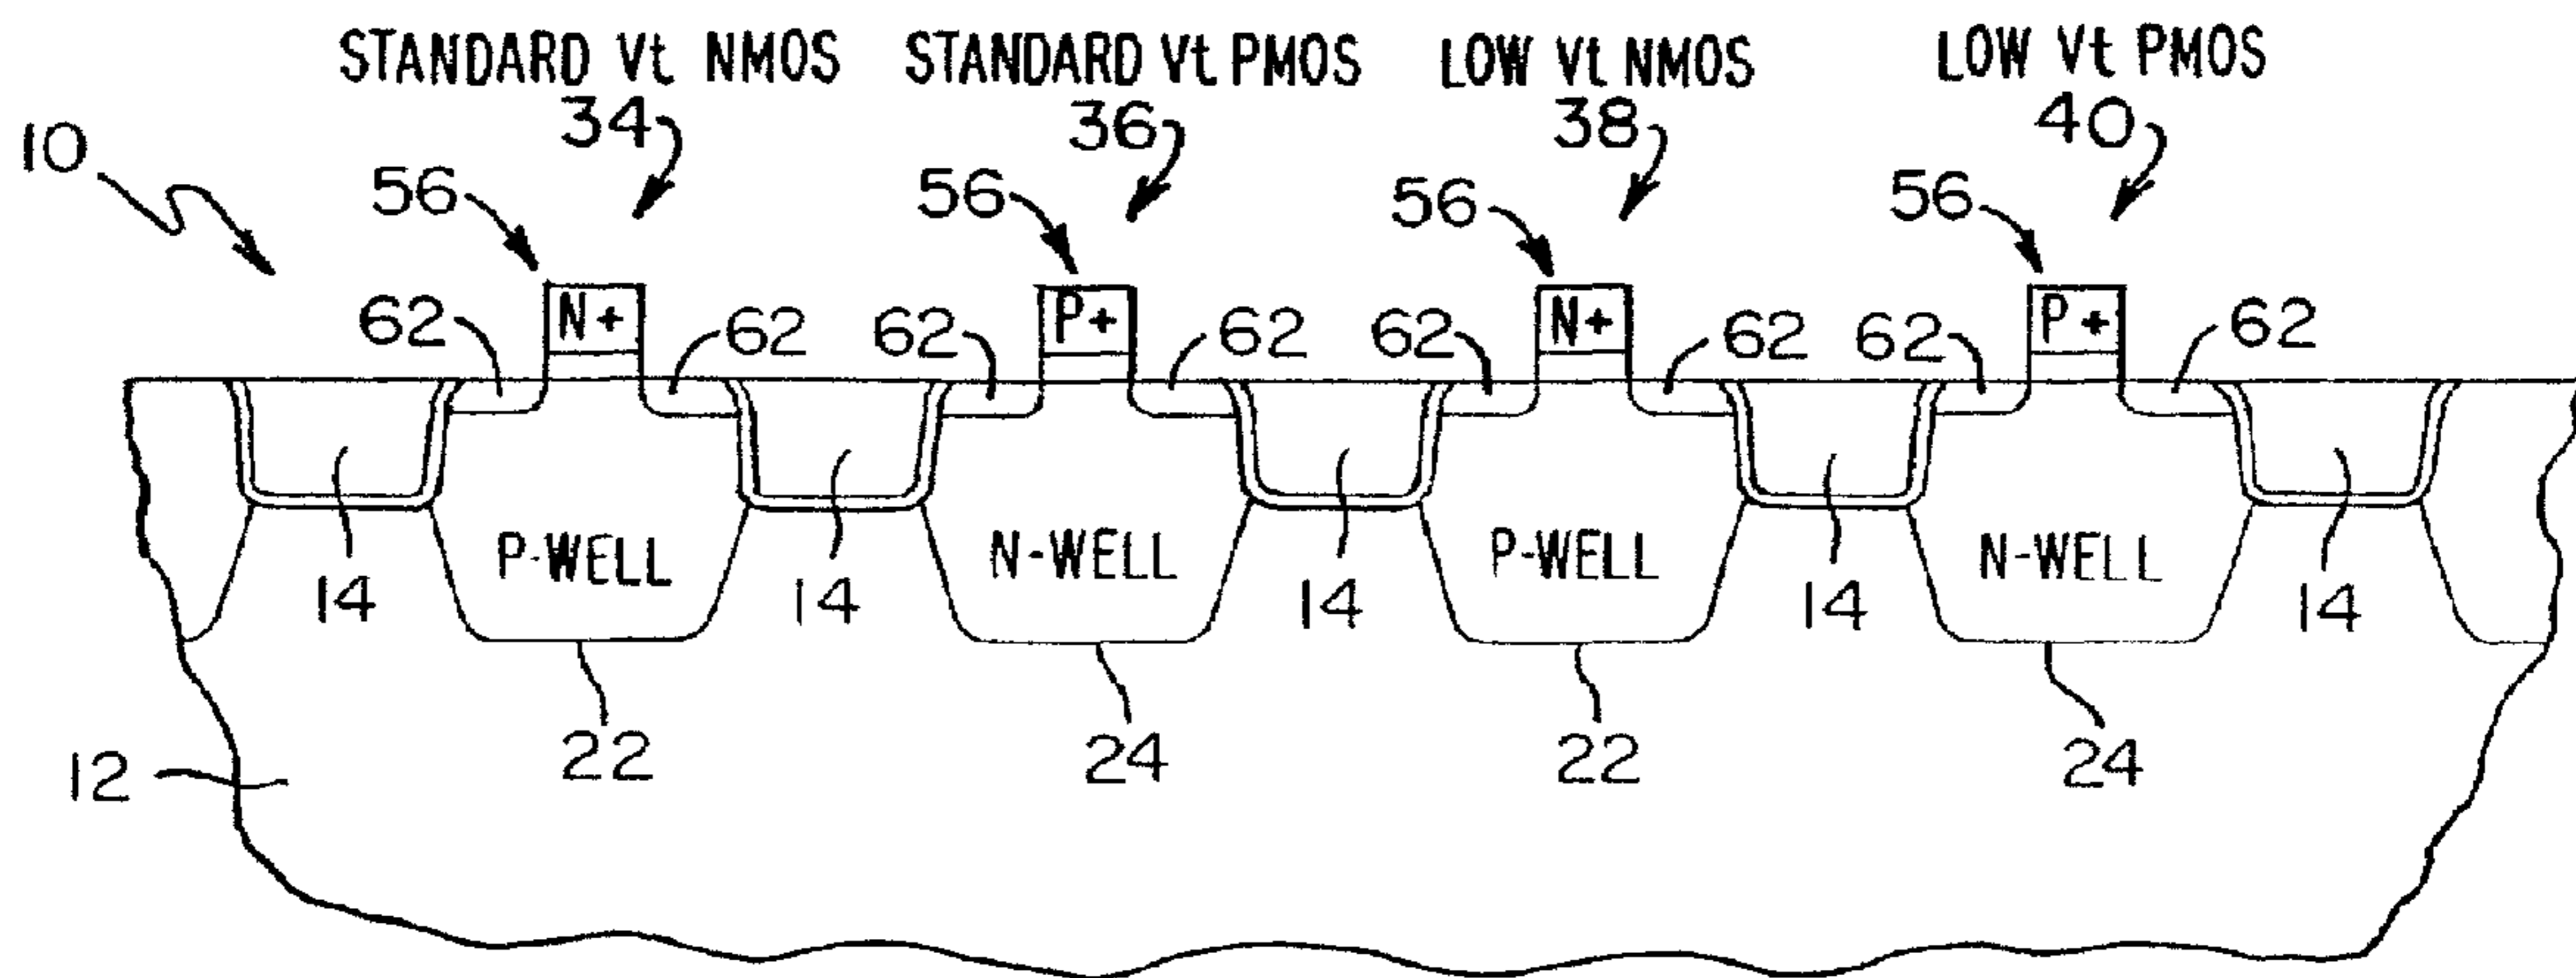 STANDARD Vt NMOS
34
STANDARD Vt PMOS
36
LOW Vt NMOS
38
LOW Vt PMOS
40
10
56
56
56
56
N+
P+
N+
P+
62
62
62
62
62
62
62
62
P-WELL
N-WELL
P-WELL
N-WELL
14
14
14
14
14
22
24
22
24
12